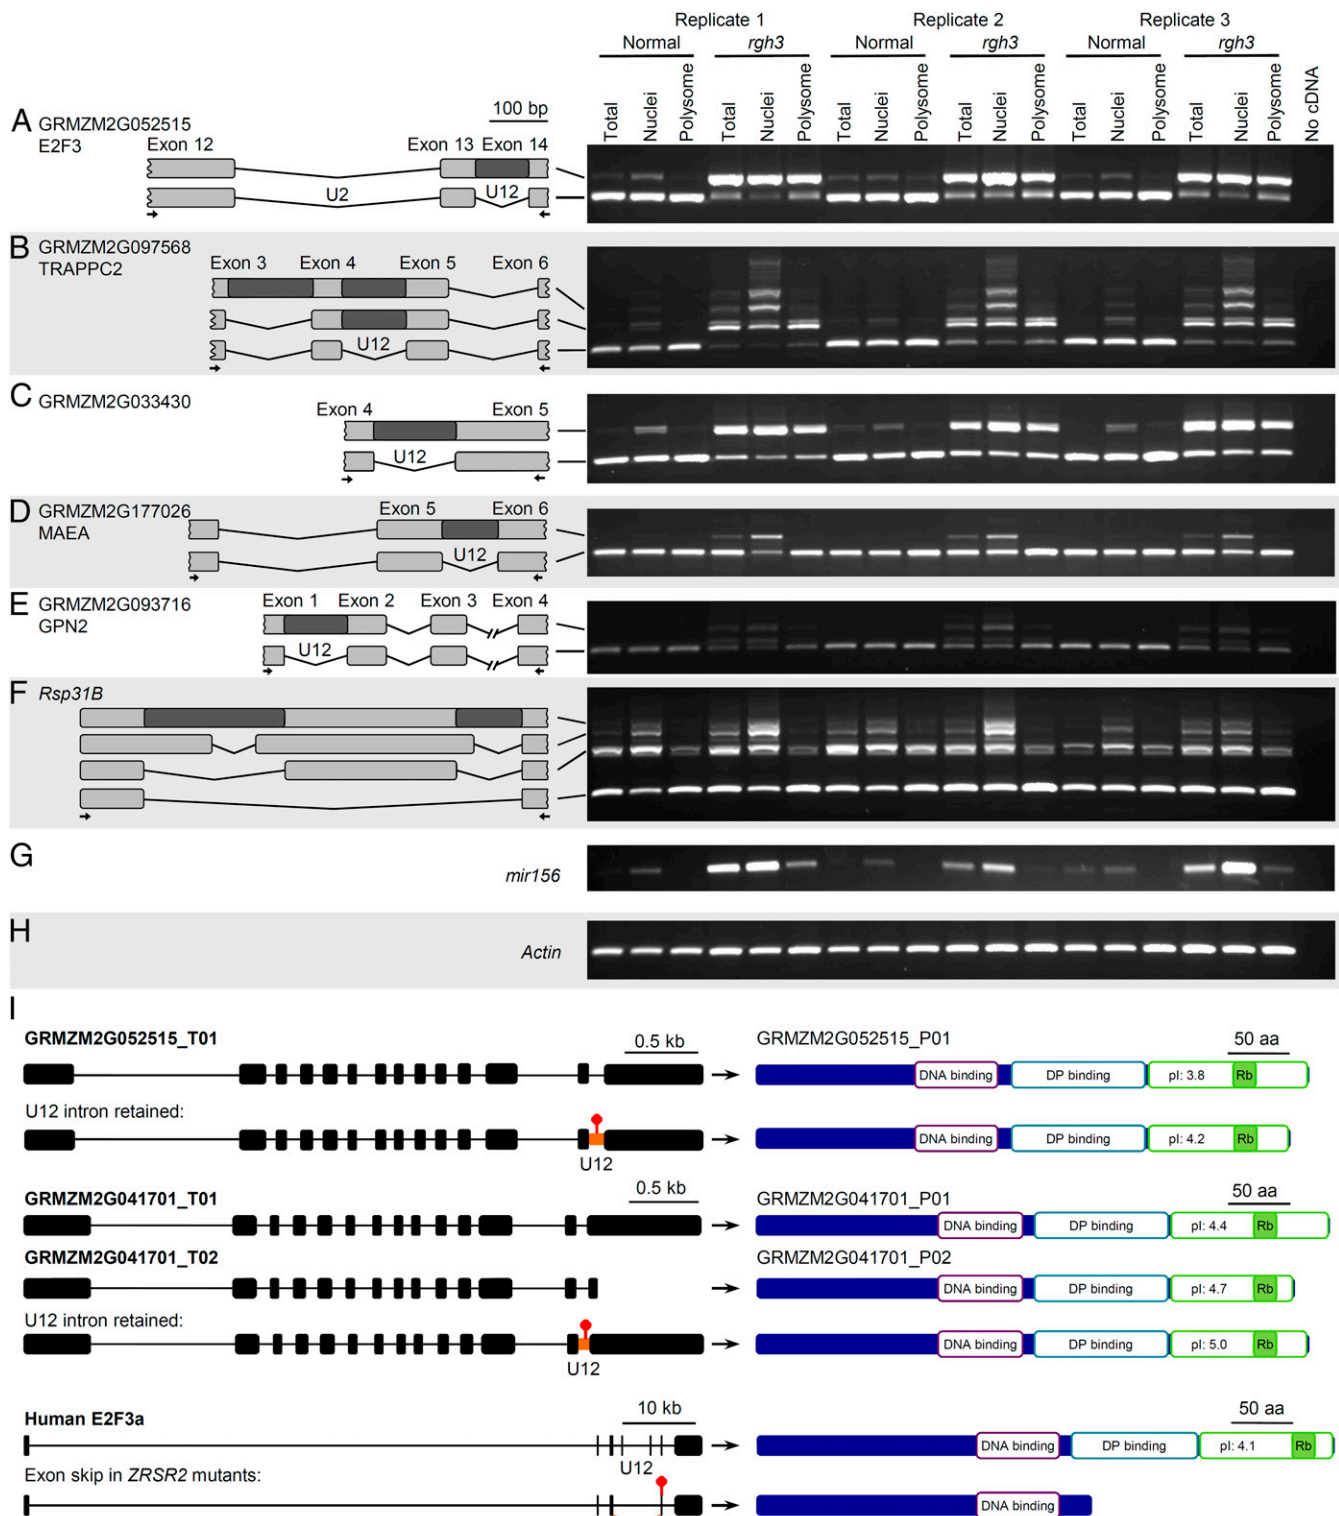 Replicate 1 Replicate 2 Replicate 3
Normal rgh3 Normal rgh3 Normal rgh3
Total Nuclei Polysome Total Nuclei Polysome Total Nuclei Polysome Total Nuclei Polysome Total Nuclei Polysome Total Nuclei Polysome No cDNA
100 bp
A GRMZM2G052515
E2F3
Exon 12 Exon 13 Exon 14
U2 U12
B GRMZM2G097568
TRAPPC2
Exon 3 Exon 4 Exon 5 Exon 6
U12
C GRMZM2G033430
Exon 4 Exon 5
U12
D GRMZM2G177026
MAEA
Exon 5 Exon 6
U12
E GRMZM2G093716
GPN2
Exon 1 Exon 2 Exon 3 Exon 4
U12
F Rsp31B
G
mir156
H
Actin
I
GRMZM2G052515_T01 0.5 kb GRMZM2G052515_P01 50 aa
DNA binding DP binding pI: 3.8 Rb
U12 intron retained:
DNA binding DP binding pI: 4.2 Rb
U12
GRMZM2G041701_T01 0.5 kb GRMZM2G041701_P01 50 aa
DNA binding DP binding pI: 4.4 Rb
GRMZM2G041701_T02 GRMZM2G041701_P02
DNA binding DP binding pI: 4.7 Rb
U12 intron retained:
DNA binding DP binding pI: 5.0 Rb
U12
Human E2F3a 10 kb 50 aa
DNA binding DP binding pI: 4.1 Rb
U12
Exon skip in ZRSR2 mutants:
DNA binding